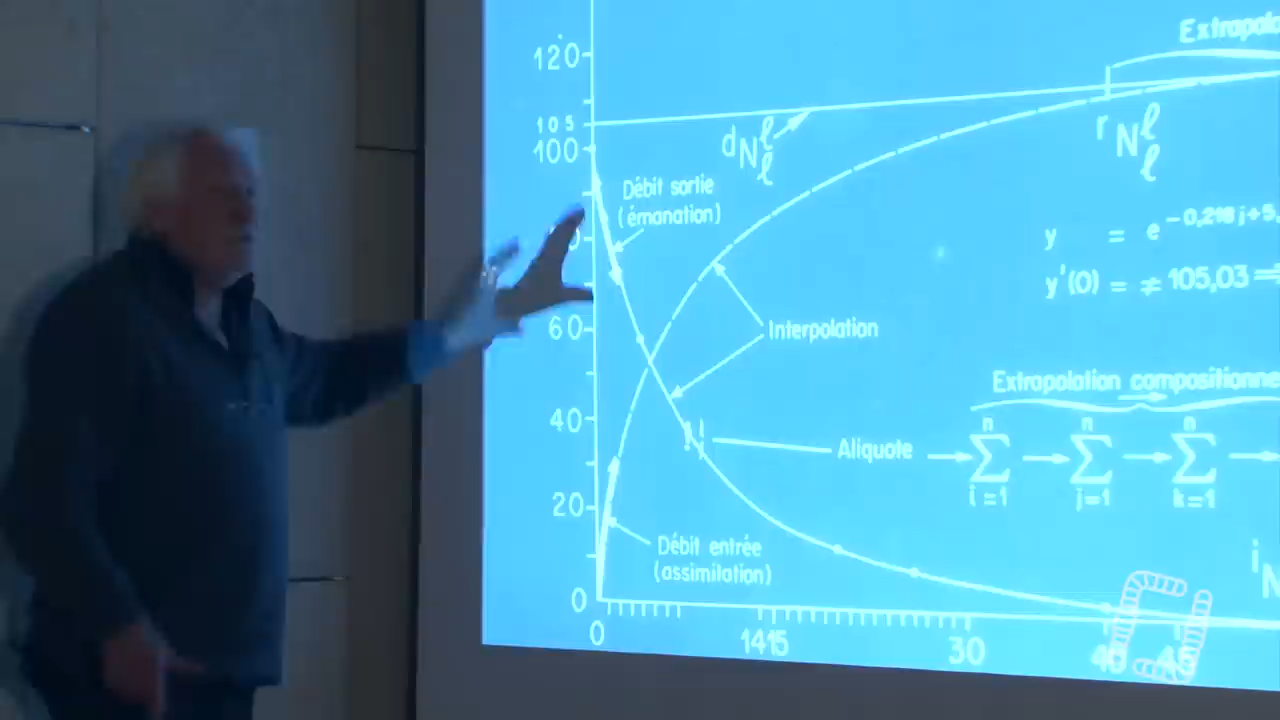 Extrapola
120
105
100
dNℓℓ
rNℓℓ
Débit sortie
(émanation)
y = e -0,218 j+5,
y'(0) = ≠ 105,03 =
60
Interpolation
Extrapolation compositionne
40
Aliquote → n Σ i=1 → n Σ j=1 → n Σ k=1 →
20
Débit entrée
(assimilation)
iN
0
0 1415 30 40 45